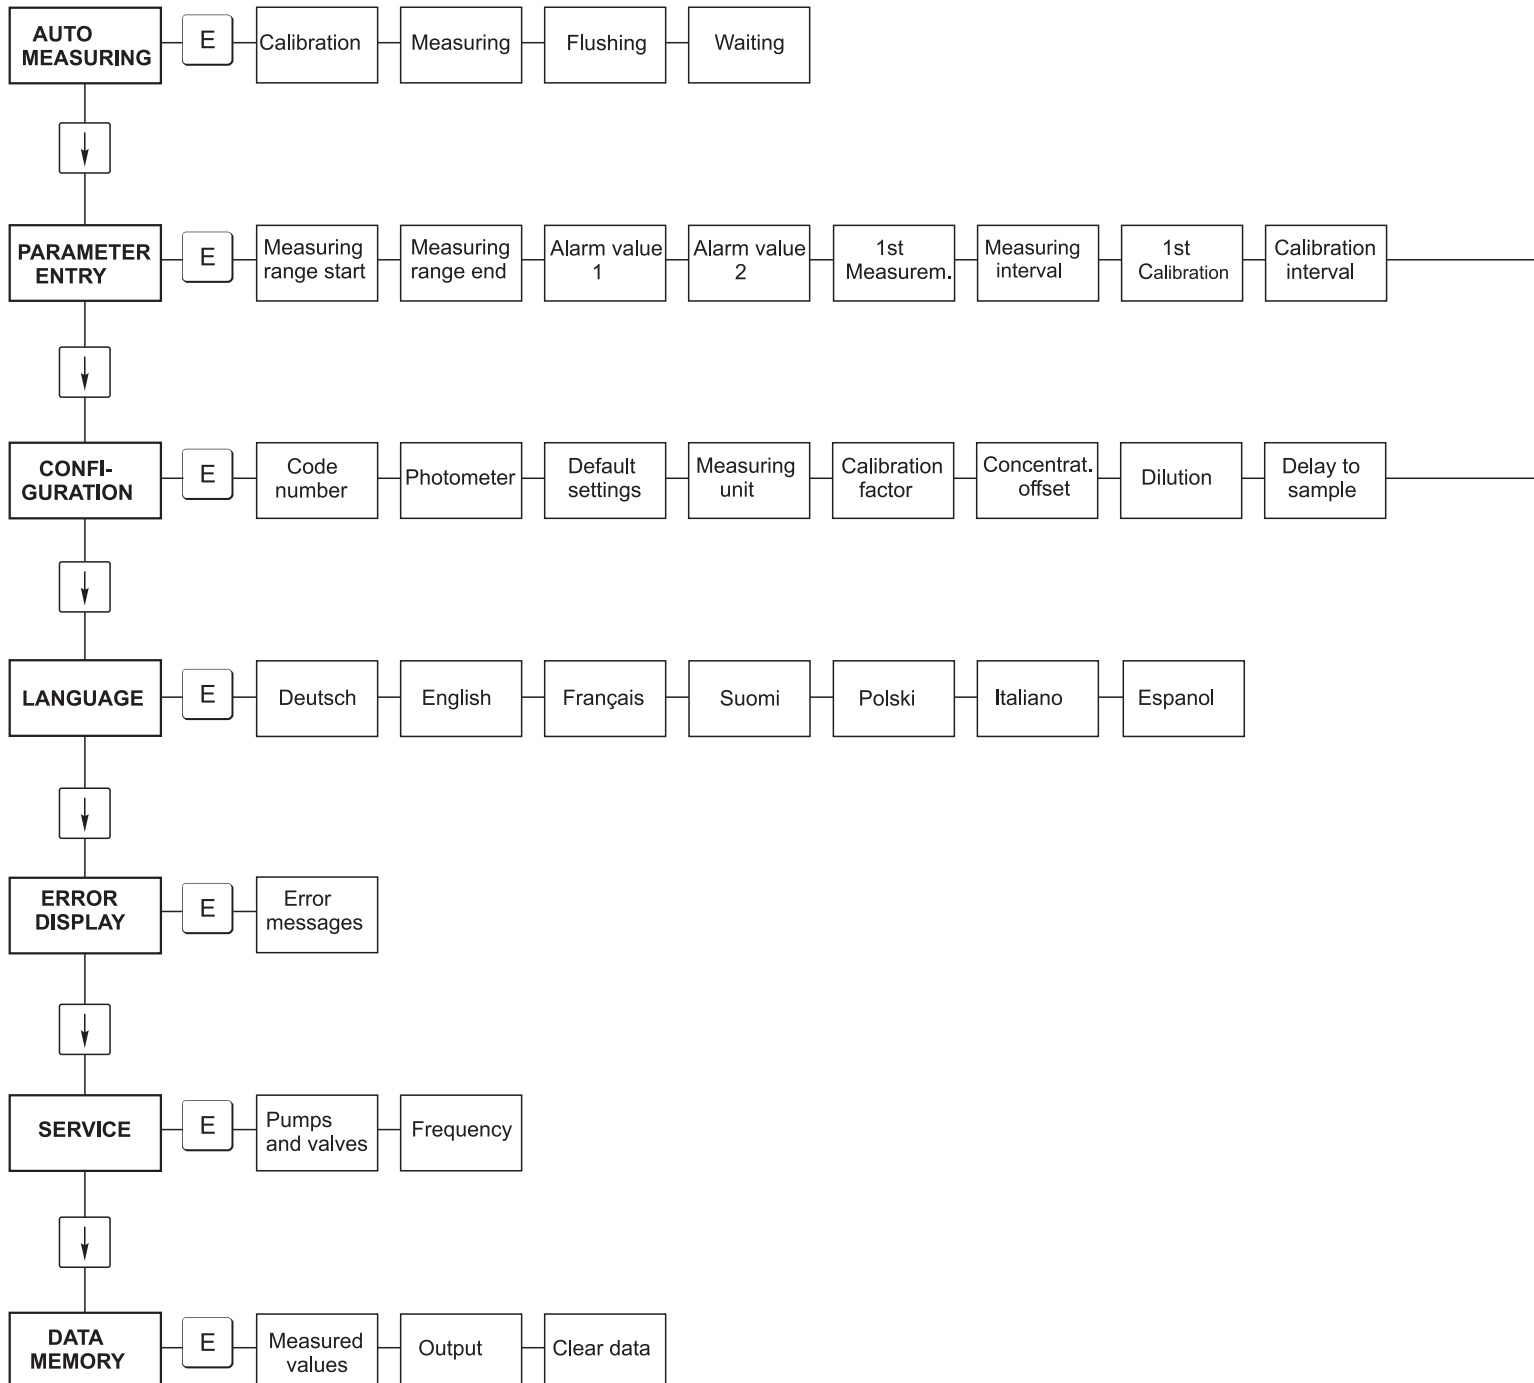 AUTO
MEASURING
E
Calibration
Measuring
Flushing
Waiting
↓
PARAMETER
ENTRY
E
Measuring
range start
Measuring
range end
Alarm value
1
Alarm value
2
1st
Measurem.
Measuring
interval
1st
Calibration
Calibration
interval
↓
CONFI-
GURATION
E
Code
number
Photometer
Default
settings
Measuring
unit
Calibration
factor
Concentrat.
offset
Dilution
Delay to
sample
↓
LANGUAGE
E
Deutsch
English
Français
Suomi
Polski
Italiano
Espanol
↓
ERROR
DISPLAY
E
Error
messages
↓
SERVICE
E
Pumps
and valves
Frequency
↓
DATA
MEMORY
E
Measured
values
Output
Clear data